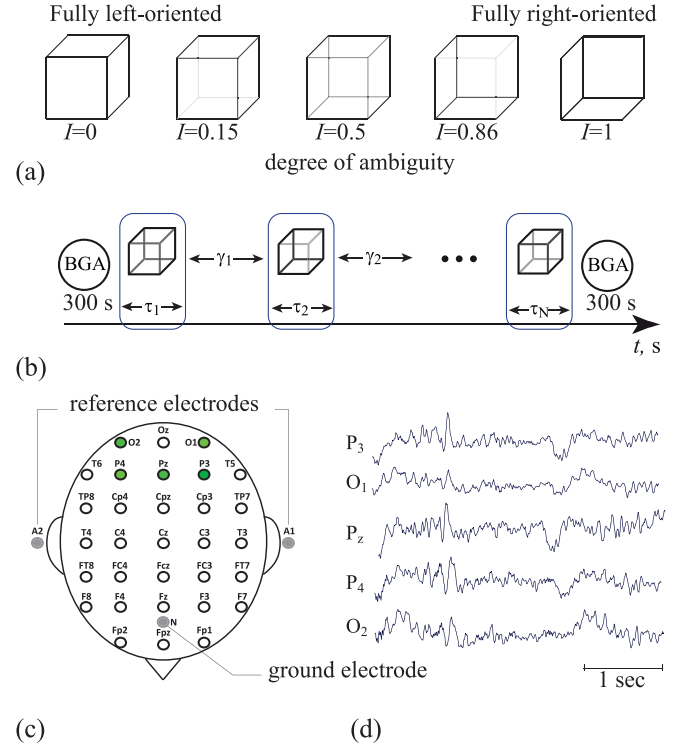 Fully left-oriented Fully right-oriented
I=0 I=0.15 I=0.5 I=0.86 I=1
(a) degree of ambiguity
BGA γ1 γ2 ••• BGA
300 s τ1 τ2 τN 300 s
t, s
(b)
reference electrodes
Oz
O2 O1
T6 P4 Pz P3 T5
TP8 Cp4 Cpz Cp3 TP7
A2 T4 C4 Cz C3 T3 A1
FT8 FC4 Fcz FC3 FT7
F8 F4 Fz F3 F7
N
Fp2 Fpz Fp1
ground electrode
P3
O1
Pz
P4
O2
1 sec
(c) (d)